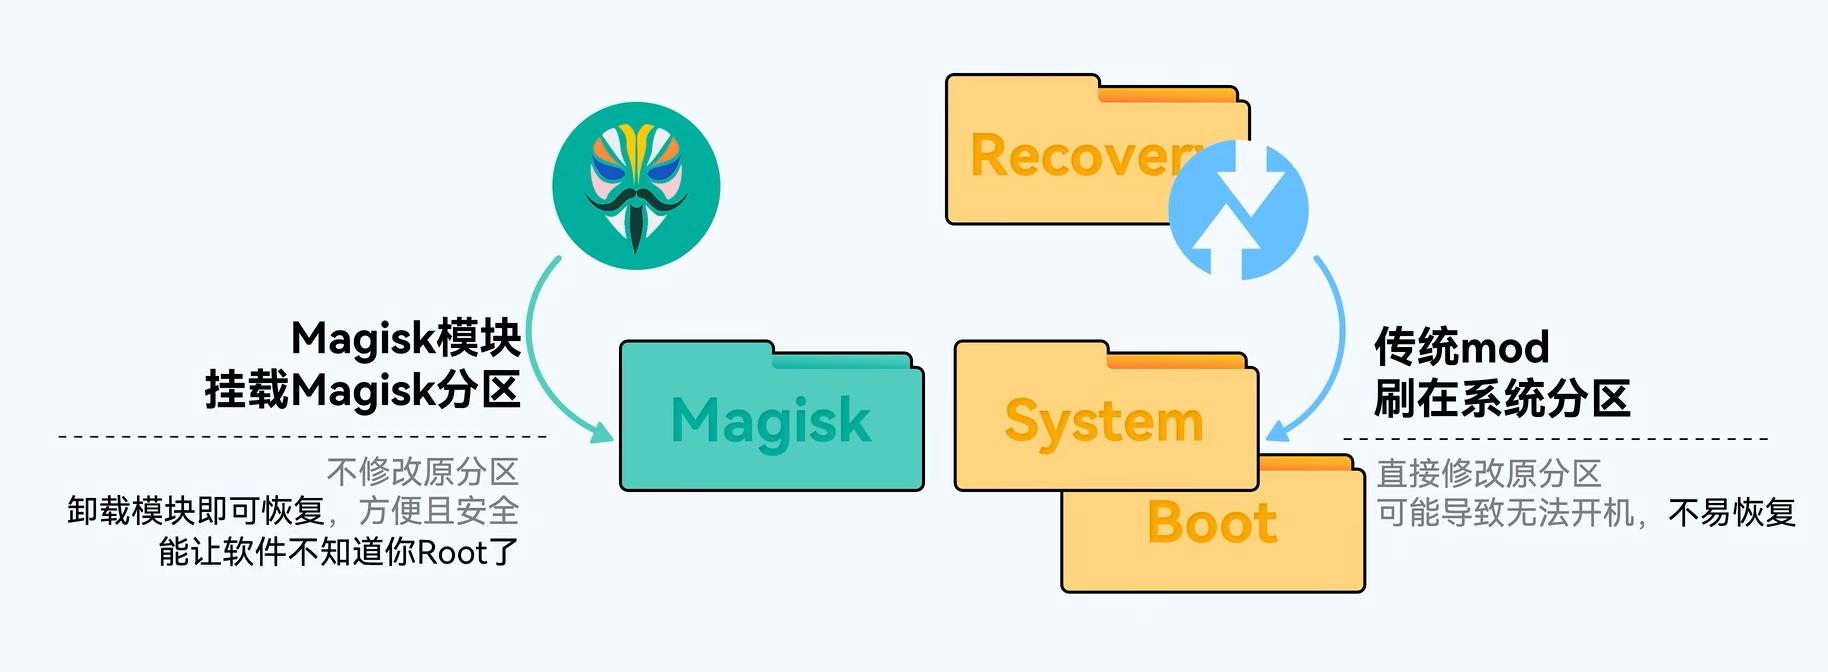 Recovery
Magisk模块
挂载Magisk分区
不修改原分区
卸载模块即可恢复，方便且安全
能让软件不知道你Root了
Magisk
System
Boot
传统mod
刷在系统分区
直接修改原分区
可能导致无法开机，不易恢复